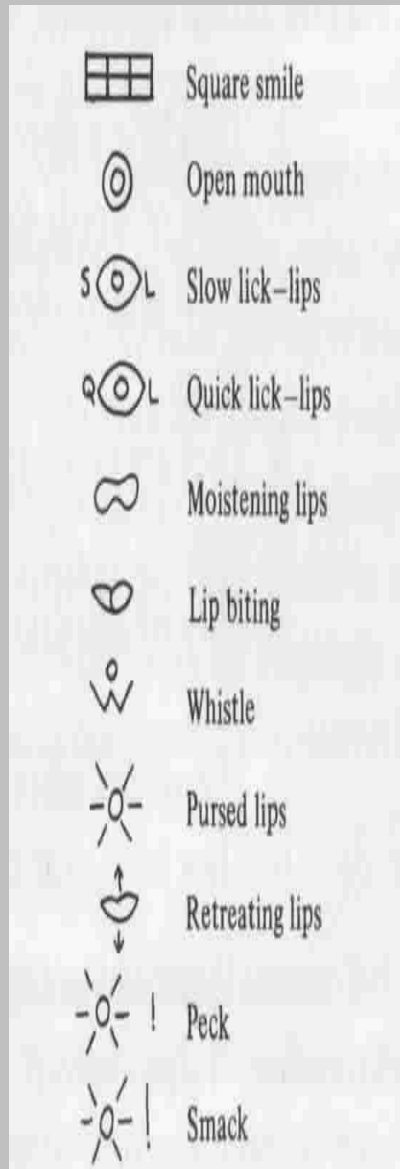 Square smile
Open mouth
S L Slow lick–lips
Q L Quick lick–lips
Moistening lips
Lip biting
W Whistle
Pursed lips
Retreating lips
! Peck
! Smack